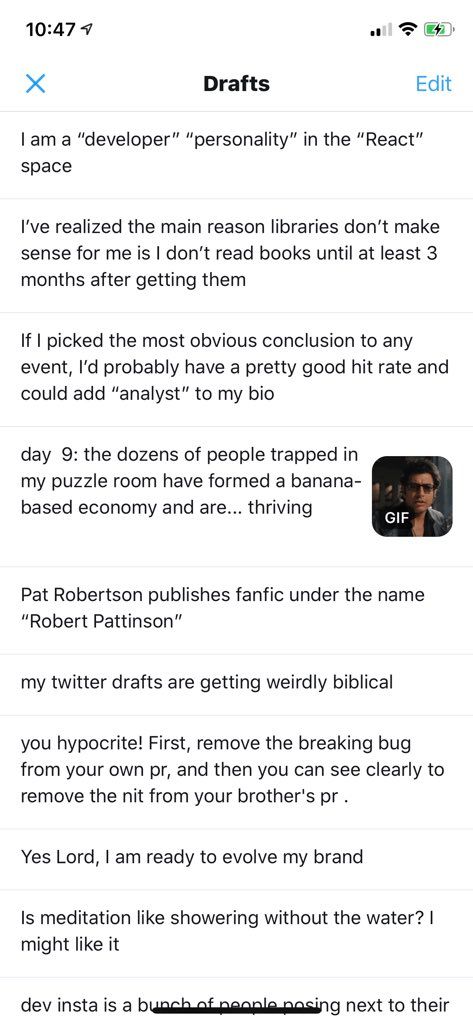 10:47
Drafts
Edit
I am a “developer” “personality” in the “React”
space
I’ve realized the main reason libraries don’t make
sense for me is I don’t read books until at least 3
months after getting them
If I picked the most obvious conclusion to any
event, I’d probably have a pretty good hit rate and
could add “analyst” to my bio
day  9: the dozens of people trapped in
my puzzle room have formed a banana-
based economy and are... thriving
GIF
Pat Robertson publishes fanfic under the name
“Robert Pattinson”
my twitter drafts are getting weirdly biblical
you hypocrite! First, remove the breaking bug
from your own pr, and then you can see clearly to
remove the nit from your brother's pr .
Yes Lord, I am ready to evolve my brand
Is meditation like showering without the water? I
might like it
dev insta is a bunch of people posing next to their